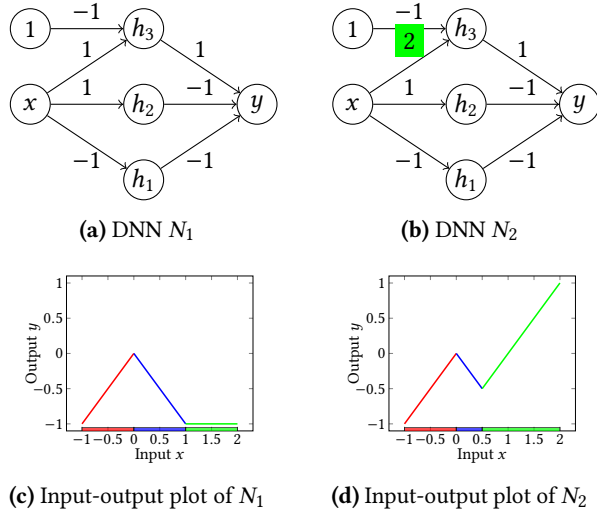 1
−1
h₃
1
1
x
1
h₂
−1
y
−1
h₁
−1
(a) DNN N₁
1
−1
h₃
2
1
x
1
h₂
−1
y
−1
h₁
−1
(b) DNN N₂
1
0.5
0
−0.5
−1
Output y
−1 −0.5 0 0.5 1 1.5 2
Input x
(c) Input-output plot of N₁
1
0.5
0
−0.5
−1
Output y
−1 −0.5 0 0.5 1 1.5 2
Input x
(d) Input-output plot of N₂